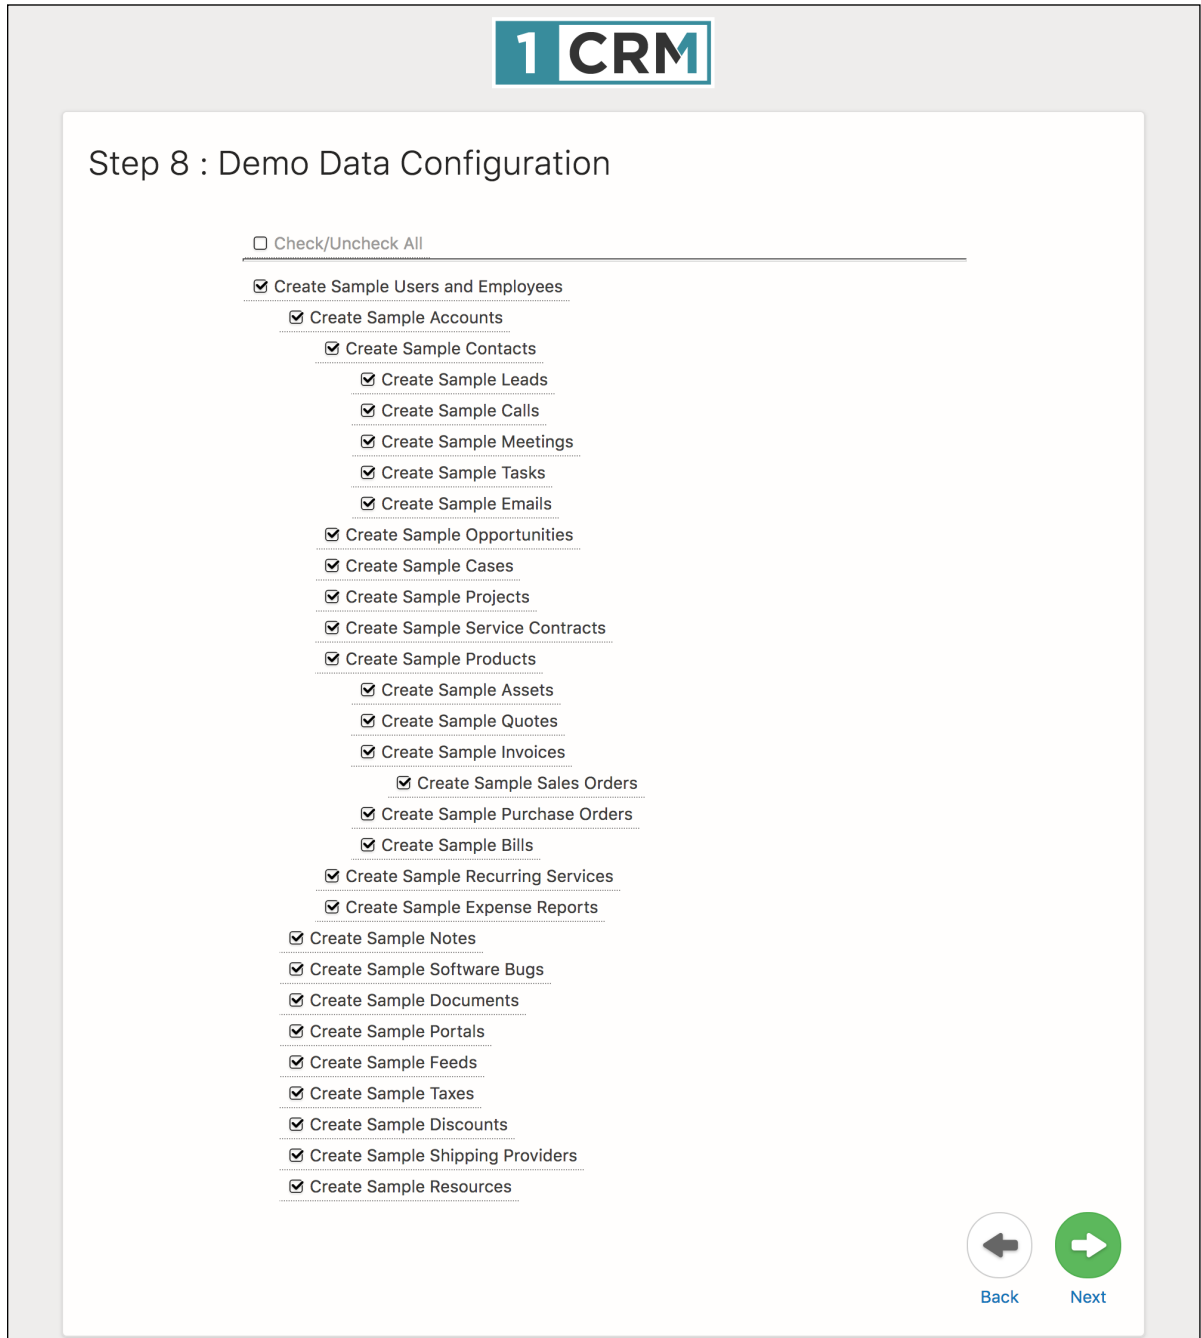 1 CRM
Step 8 : Demo Data Configuration
Check/Uncheck All
Create Sample Users and Employees
Create Sample Accounts
Create Sample Contacts
Create Sample Leads
Create Sample Calls
Create Sample Meetings
Create Sample Tasks
Create Sample Emails
Create Sample Opportunities
Create Sample Cases
Create Sample Projects
Create Sample Service Contracts
Create Sample Products
Create Sample Assets
Create Sample Quotes
Create Sample Invoices
Create Sample Sales Orders
Create Sample Purchase Orders
Create Sample Bills
Create Sample Recurring Services
Create Sample Expense Reports
Create Sample Notes
Create Sample Software Bugs
Create Sample Documents
Create Sample Portals
Create Sample Feeds
Create Sample Taxes
Create Sample Discounts
Create Sample Shipping Providers
Create Sample Resources
Back Next